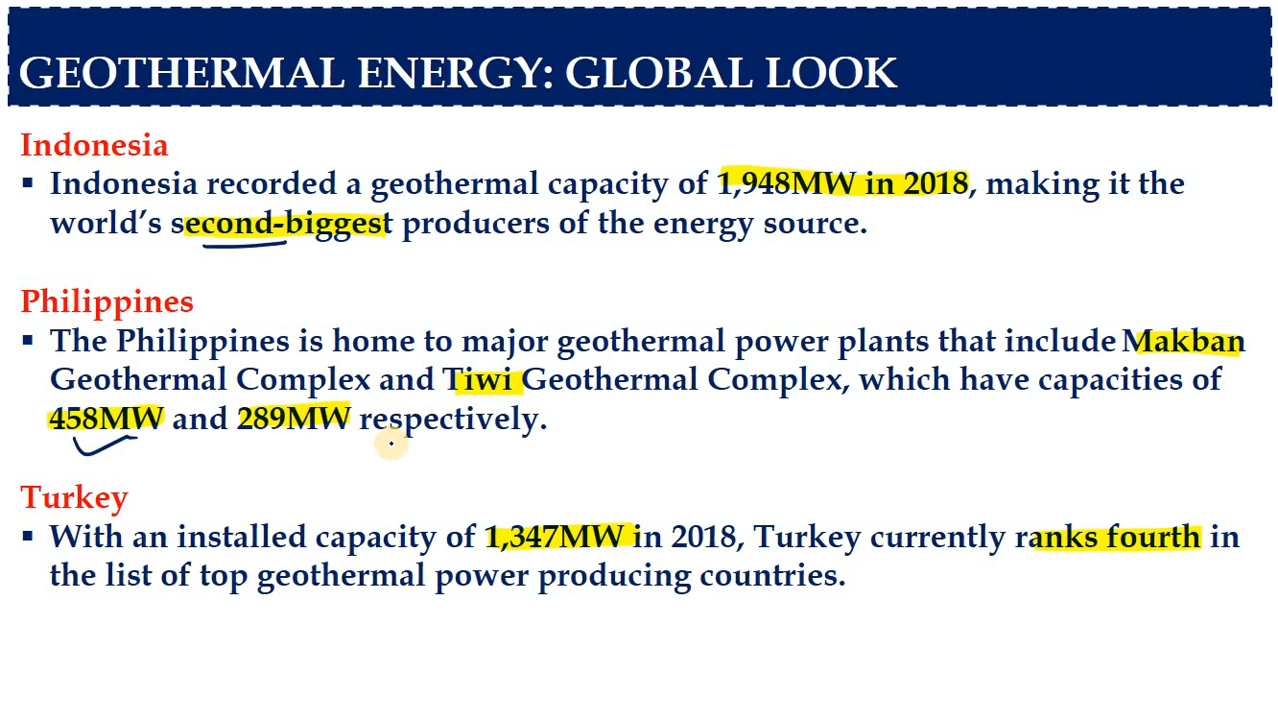 GEOTHERMAL ENERGY: GLOBAL LOOK
Indonesia
▪ Indonesia recorded a geothermal capacity of 1,948MW in 2018, making it the
world’s second-biggest producers of the energy source.
Philippines
▪ The Philippines is home to major geothermal power plants that include Makban
Geothermal Complex and Tiwi Geothermal Complex, which have capacities of
458MW and 289MW respectively.
Turkey
▪ With an installed capacity of 1,347MW in 2018, Turkey currently ranks fourth in
the list of top geothermal power producing countries.